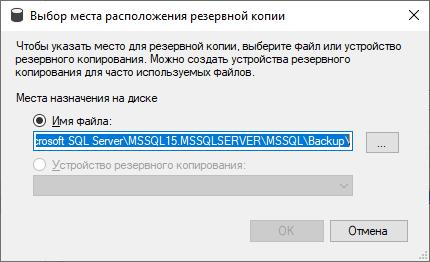 Выбор места расположения резервной копии
Чтобы указать место для резервной копии, выберите файл или устройство
резервного копирования. Можно создать устройства резервного
копирования для часто используемых файлов.
Места назначения на диске
Имя файла:
crosoft SQL Server\MSSQL15.MSSQLSERVER\MSSQL\Backup\
...
Устройство резервного копирования:
OK
Отмена